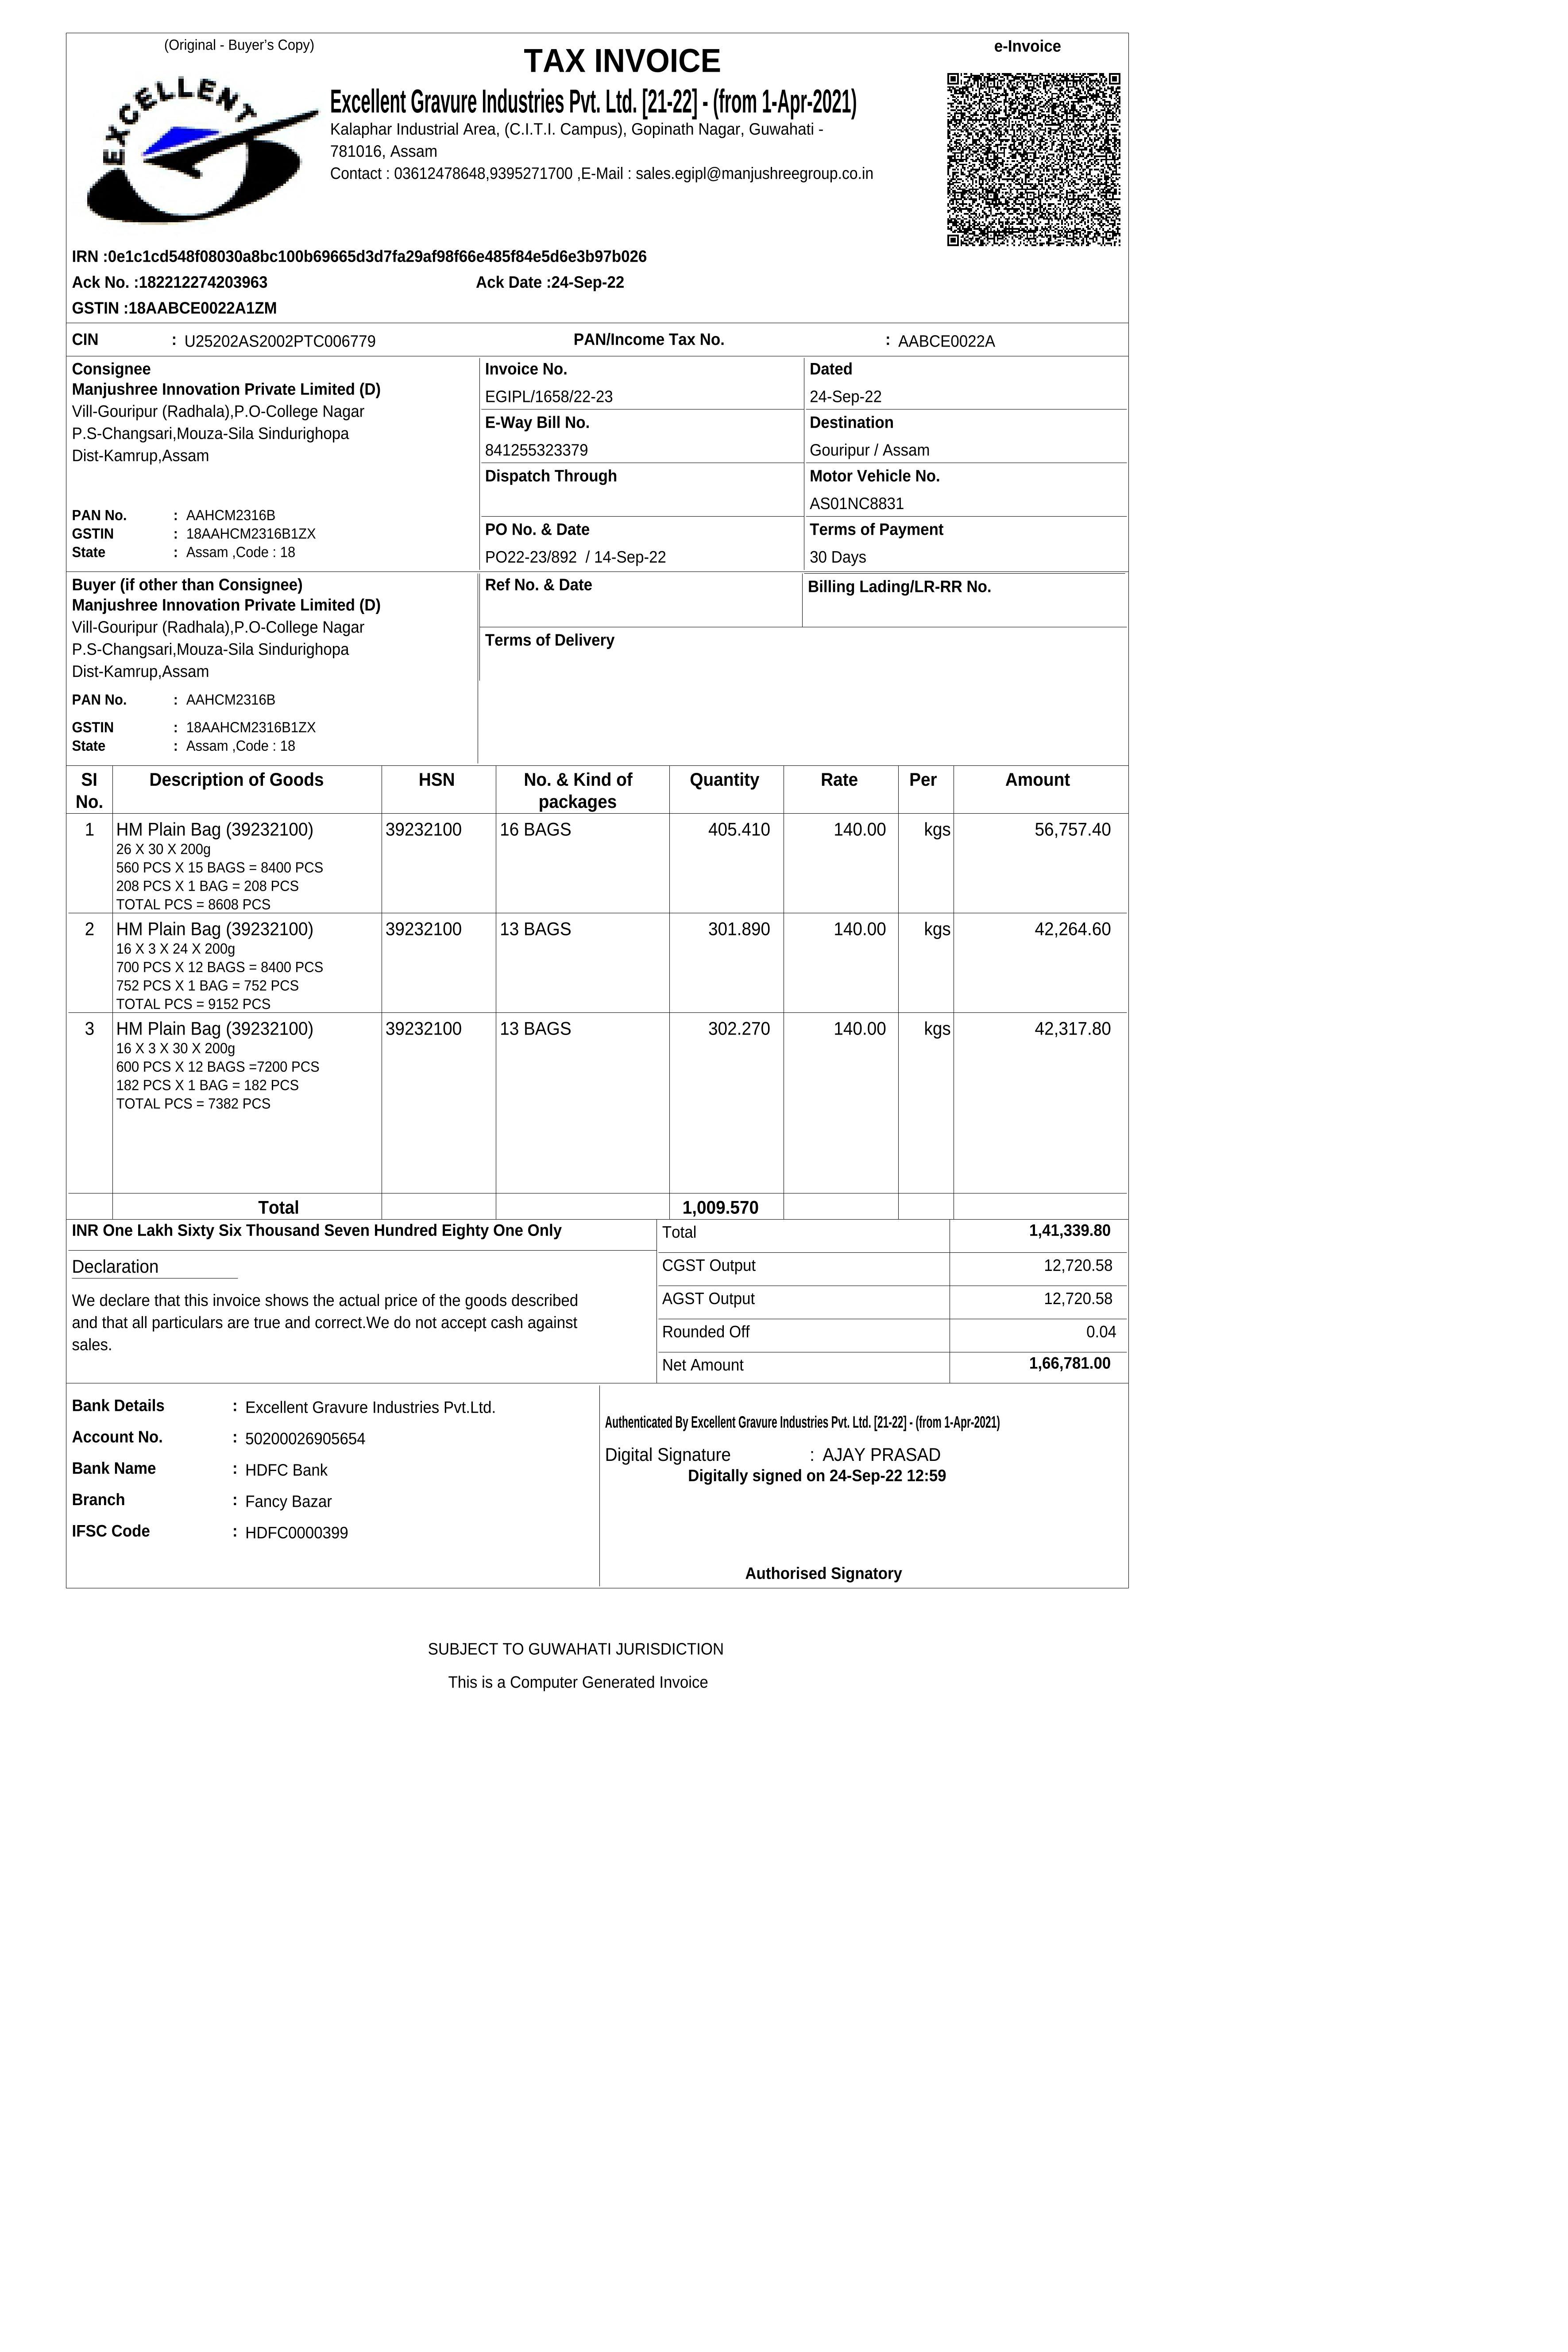 (Original - Buyer's Copy)
TAX INVOICE
e-Invoice
EXCELLENT
Excellent Gravure Industries Pvt. Ltd. [21-22] - (from 1-Apr-2021)
Kalaphar Industrial Area, (C.I.T.I. Campus), Gopinath Nagar, Guwahati -
781016, Assam
Contact : 03612478648,9395271700 ,E-Mail : sales.egipl@manjushreegroup.co.in
IRN :0e1c1cd548f08030a8bc100b69665d3d7fa29af98f66e485f84e5d6e3b97b026
Ack No. :182212274203963 Ack Date :24-Sep-22
GSTIN :18AABCE0022A1ZM
CIN : U25202AS2002PTC006779 PAN/Income Tax No. : AABCE0022A
Consignee
Manjushree Innovation Private Limited (D)
Vill-Gouripur (Radhala),P.O-College Nagar
P.S-Changsari,Mouza-Sila Sindurighopa
Dist-Kamrup,Assam
PAN No. : AAHCM2316B
GSTIN : 18AAHCM2316B1ZX
State : Assam ,Code : 18
Invoice No. Dated
EGIPL/1658/22-23 24-Sep-22
E-Way Bill No. Destination
841255323379 Gouripur / Assam
Dispatch Through Motor Vehicle No.
AS01NC8831
PO No. & Date Terms of Payment
PO22-23/892 / 14-Sep-22 30 Days
Buyer (if other than Consignee)
Manjushree Innovation Private Limited (D)
Vill-Gouripur (Radhala),P.O-College Nagar
P.S-Changsari,Mouza-Sila Sindurighopa
Dist-Kamrup,Assam
PAN No. : AAHCM2316B
GSTIN : 18AAHCM2316B1ZX
State : Assam ,Code : 18
Ref No. & Date Billing Lading/LR-RR No.
Terms of Delivery
SI No. Description of Goods HSN No. & Kind of packages Quantity Rate Per Amount
1 HM Plain Bag (39232100) 39232100 16 BAGS 405.410 140.00 kgs 56,757.40
26 X 30 X 200g
560 PCS X 15 BAGS = 8400 PCS
208 PCS X 1 BAG = 208 PCS
TOTAL PCS = 8608 PCS
2 HM Plain Bag (39232100) 39232100 13 BAGS 301.890 140.00 kgs 42,264.60
16 X 3 X 24 X 200g
700 PCS X 12 BAGS = 8400 PCS
752 PCS X 1 BAG = 752 PCS
TOTAL PCS = 9152 PCS
3 HM Plain Bag (39232100) 39232100 13 BAGS 302.270 140.00 kgs 42,317.80
16 X 3 X 30 X 200g
600 PCS X 12 BAGS =7200 PCS
182 PCS X 1 BAG = 182 PCS
TOTAL PCS = 7382 PCS
Total 1,009.570
INR One Lakh Sixty Six Thousand Seven Hundred Eighty One Only
Total 1,41,339.80
CGST Output 12,720.58
AGST Output 12,720.58
Rounded Off 0.04
Net Amount 1,66,781.00
Declaration
We declare that this invoice shows the actual price of the goods described
and that all particulars are true and correct.We do not accept cash against
sales.
Bank Details : Excellent Gravure Industries Pvt.Ltd.
Account No. : 50200026905654
Bank Name : HDFC Bank
Branch : Fancy Bazar
IFSC Code : HDFC0000399
Authenticated By Excellent Gravure Industries Pvt. Ltd. [21-22] - (from 1-Apr-2021)
Digital Signature : AJAY PRASAD
Digitally signed on 24-Sep-22 12:59
Authorised Signatory
SUBJECT TO GUWAHATI JURISDICTION
This is a Computer Generated Invoice